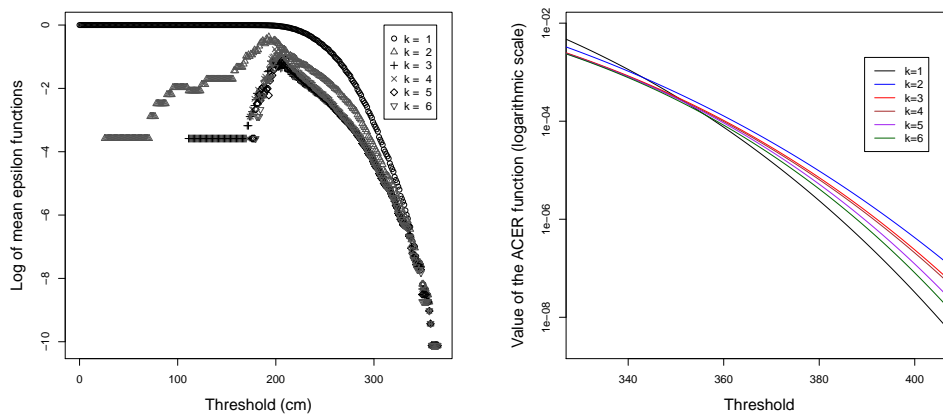 Log of mean epsilon functions
0
−2
−4
−6
−8
−10
k = 1
k = 2
k = 3
k = 4
k = 5
k = 6
0 100 200 300
Threshold (cm)
Value of the ACER function (logarithmic scale)
1e−02
1e−04
1e−06
1e−08
k=1
k=2
k=3
k=4
k=5
k=6
340 360 380 400
Threshold